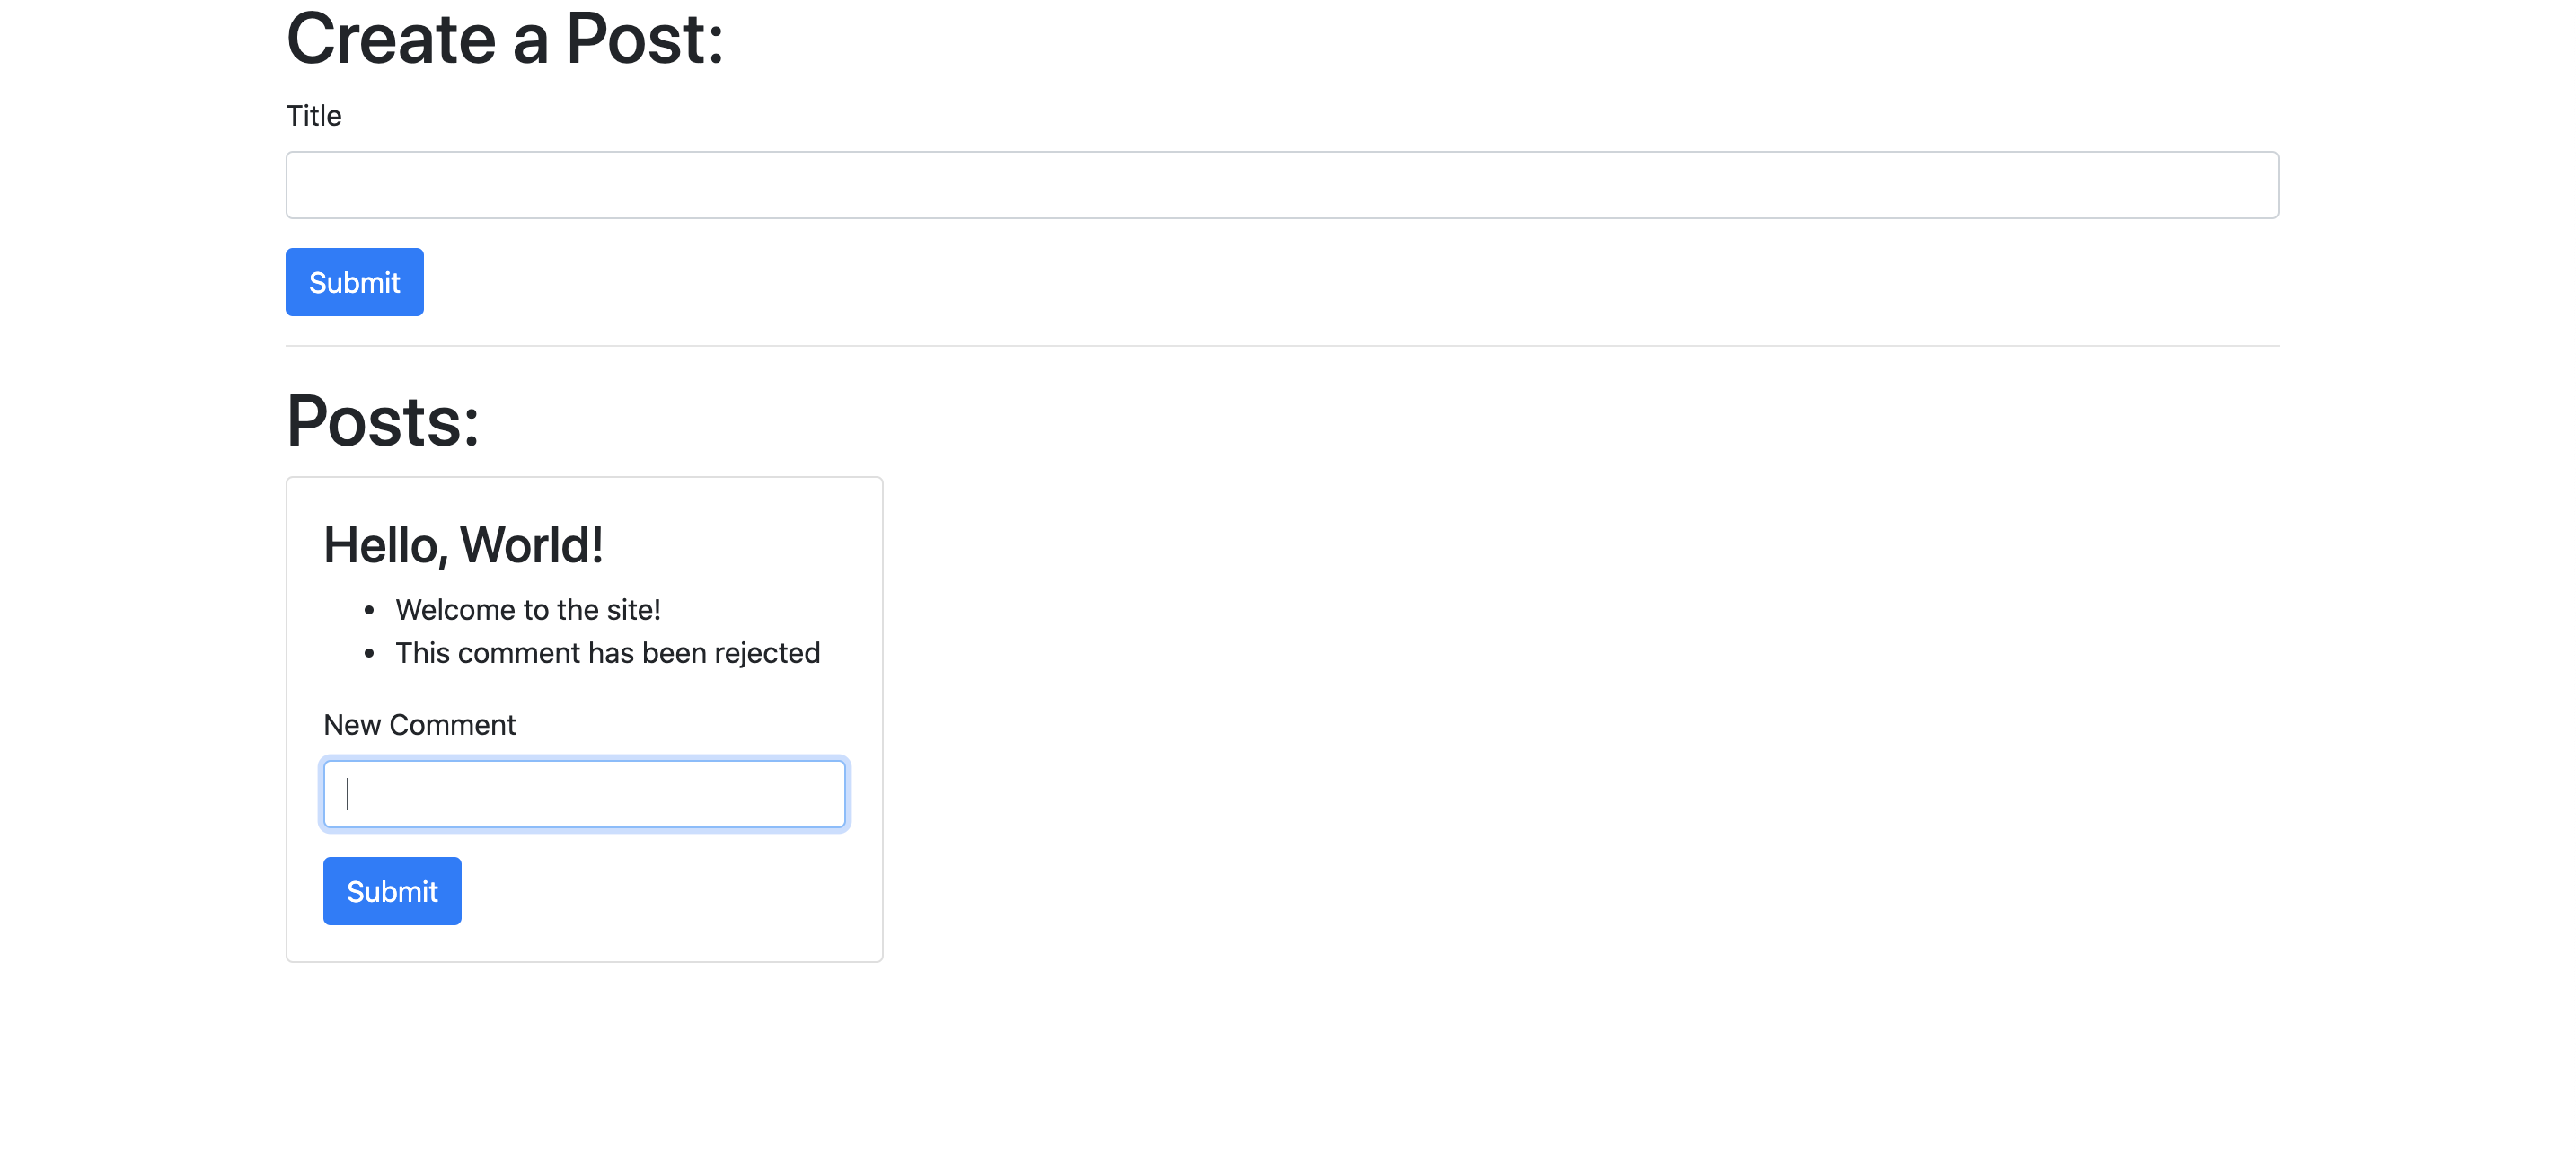 Create a Post:
Title
Submit
Posts:
Hello, World!
Welcome to the site!
This comment has been rejected
New Comment
Submit